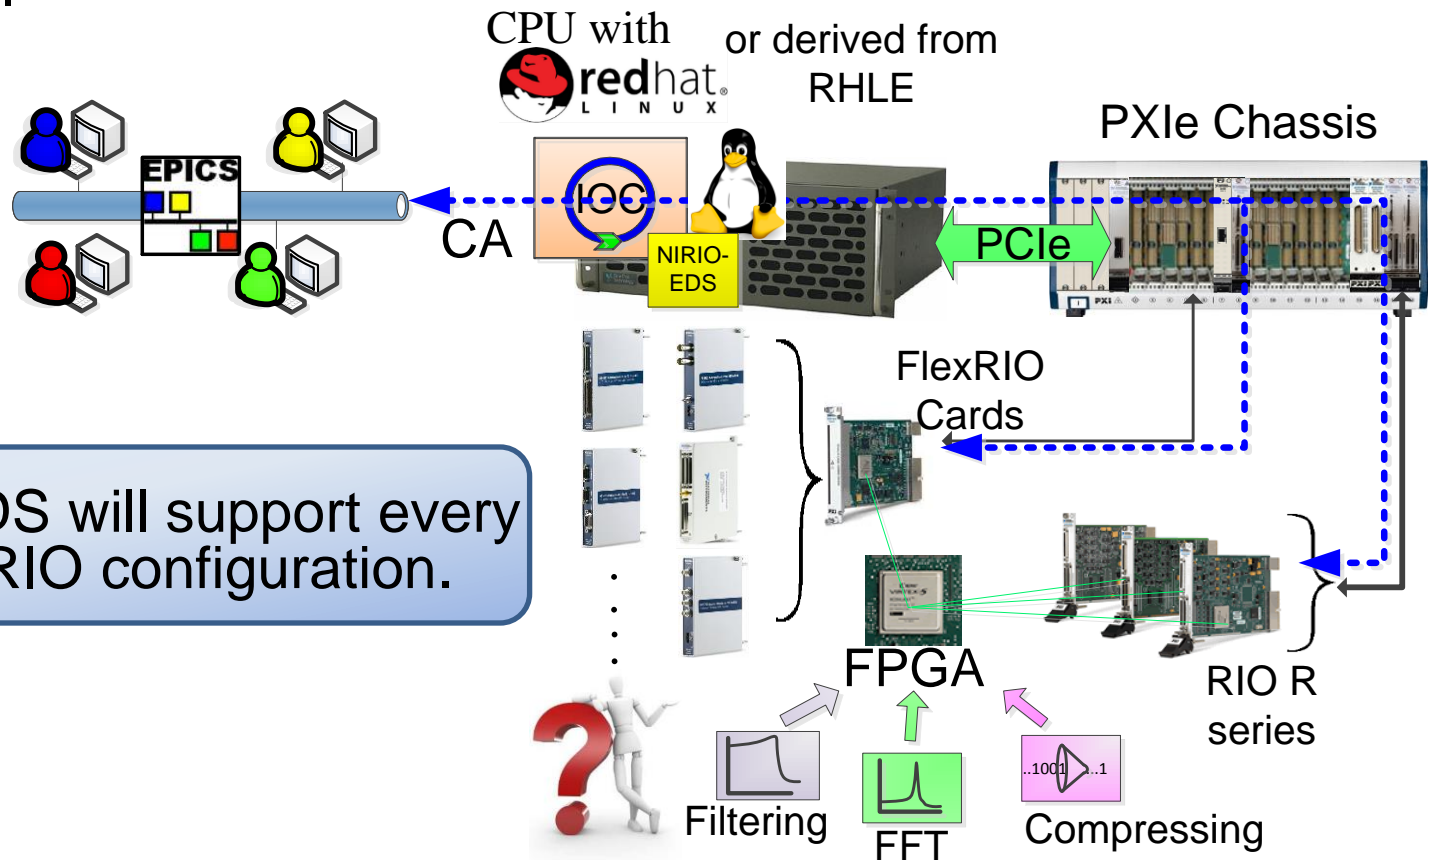 CPU with
redhat.
LINUX
or derived from
RHLE
PXIe Chassis
EPICS
IOC
CA
NIRIO-
EDS
PCIe
PXI
FlexRIO
Cards
DS will support every
RIO configuration.
FPGA
RIO R
series
Filtering
FFT
..1001
...1
Compressing